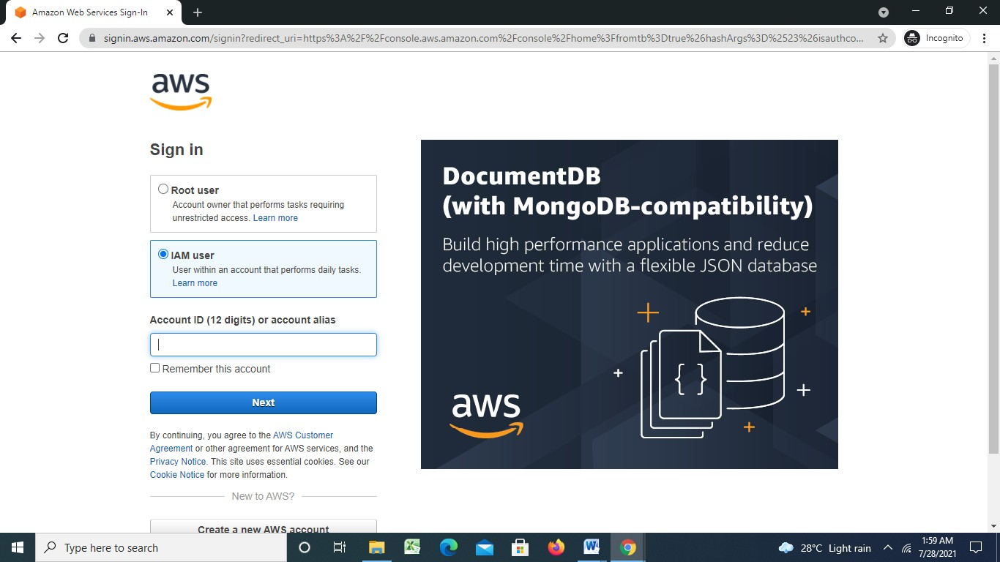 Amazon Web Services Sign-In
signin.aws.amazon.com/signin?redirect_uri=https%3A%2F%2Fconsole.aws.amazon.com%2Fconsole%2Fhome%3Ffromtb%3Dtrue%26hashArgs%3D%2523%26isauthco...
Incognito
aws
Sign in
Root user
Account owner that performs tasks requiring
unrestricted access. Learn more
IAM user
User within an account that performs daily tasks.
Learn more
Account ID (12 digits) or account alias
Remember this account
Next
By continuing, you agree to the AWS Customer
Agreement or other agreement for AWS services, and the
Privacy Notice. This site uses essential cookies. See our
Cookie Notice for more information.
New to AWS?
Create a new AWS account
DocumentDB
(with MongoDB-compatibility)
Build high performance applications and reduce
development time with a flexible JSON database
{ }
aws
Type here to search
28°C Light rain
1:59 AM
7/28/2021